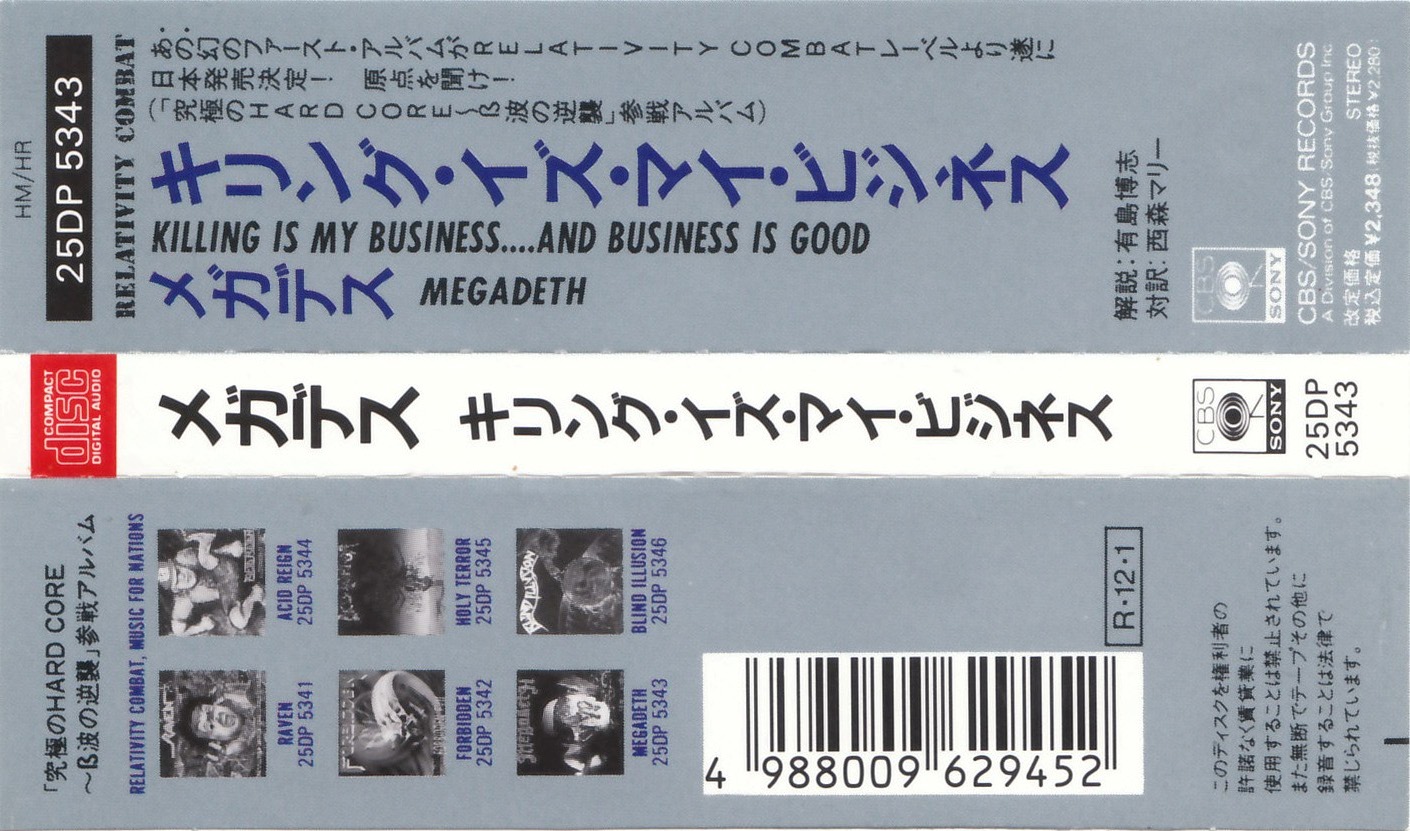 HM/HR
25DP 5343
RELATIVITY COMBAT
あの幻のファースト・アルバムがRELATIVITY COMBATレーベルより遂に
日本発売決定! 原点を聞け!
(「究極のHARD CORE〜ß波の逆襲」参戦アルバム)
キリング・イズ・マイ・ビジネス
KILLING IS MY BUSINESS....AND BUSINESS IS GOOD
メガデス MEGADETH
解説:有島博志
対訳:西森マリー
CBS
SONY
CBS/SONY RECORDS
A Division of CBS/Sony Group Inc
STEREO
改定価格
税込定価¥2,348・税抜価格¥2,280
COMPACT
disc
DIGITAL AUDIO
メガデス キリング・イズ・マイ・ビジネス
CBS
SONY
25DP
5343
「究極のHARD CORE
〜ß波の逆襲」参戦アルバム
RELATIVITY COMBAT, MUSIC FOR NATIONS
RAVEN
25DP 5341
ACID REIGN
25DP 5344
FORBIDDEN
25DP 5342
HOLY TERROR
25DP 5345
MEGADETH
MEGADETH
25DP 5343
BLIND ILLUSION
BLIND ILLUSION
25DP 5346
4 988009 629452
R・12・1
このディスクを権利者の
許諾なく賃貸業に
使用することは禁止されています。
また無断でテープその他に
録音することは法律で
禁じられています。